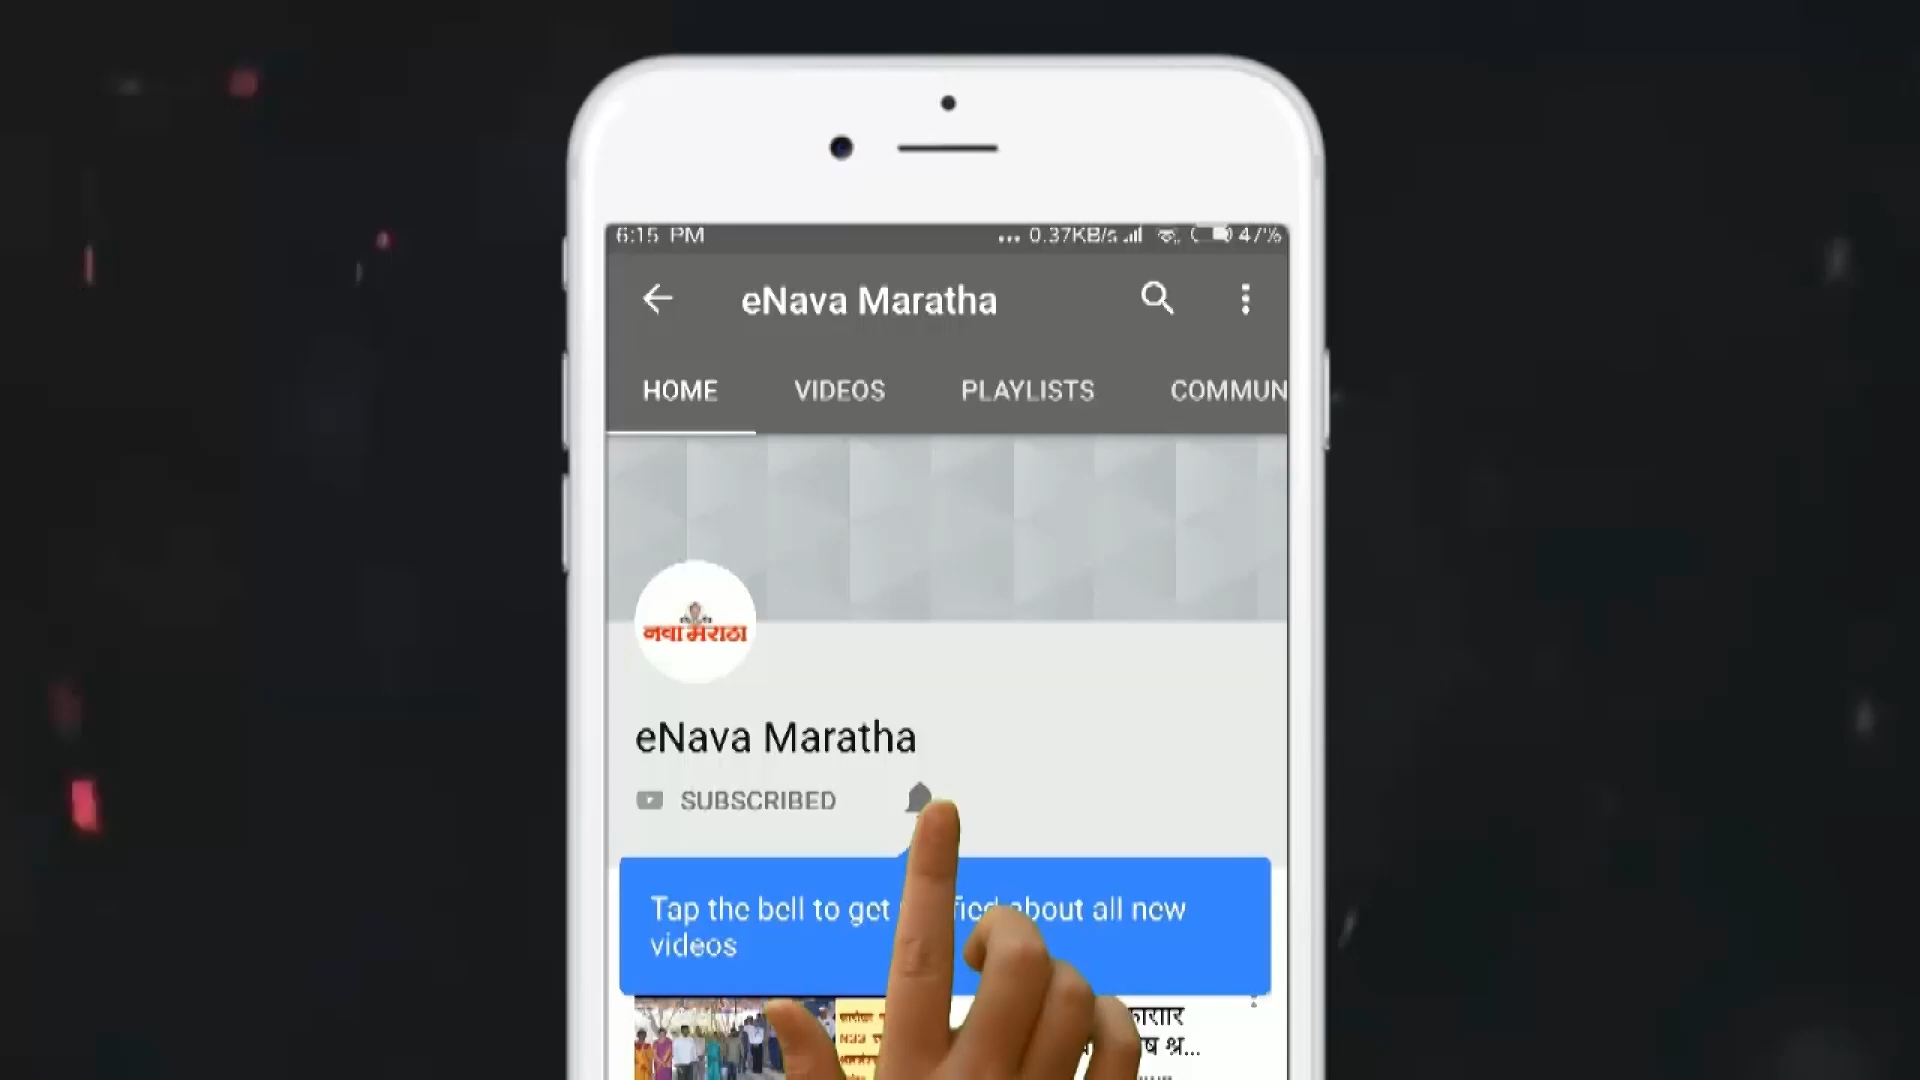 6:15 PM
... 0.37KB/s 47%
eNava Maratha
HOME VIDEOS PLAYLISTS COMMUN
नवा मराठा
eNava Maratha
SUBSCRIBED
Tap the bell to get about all new
videos